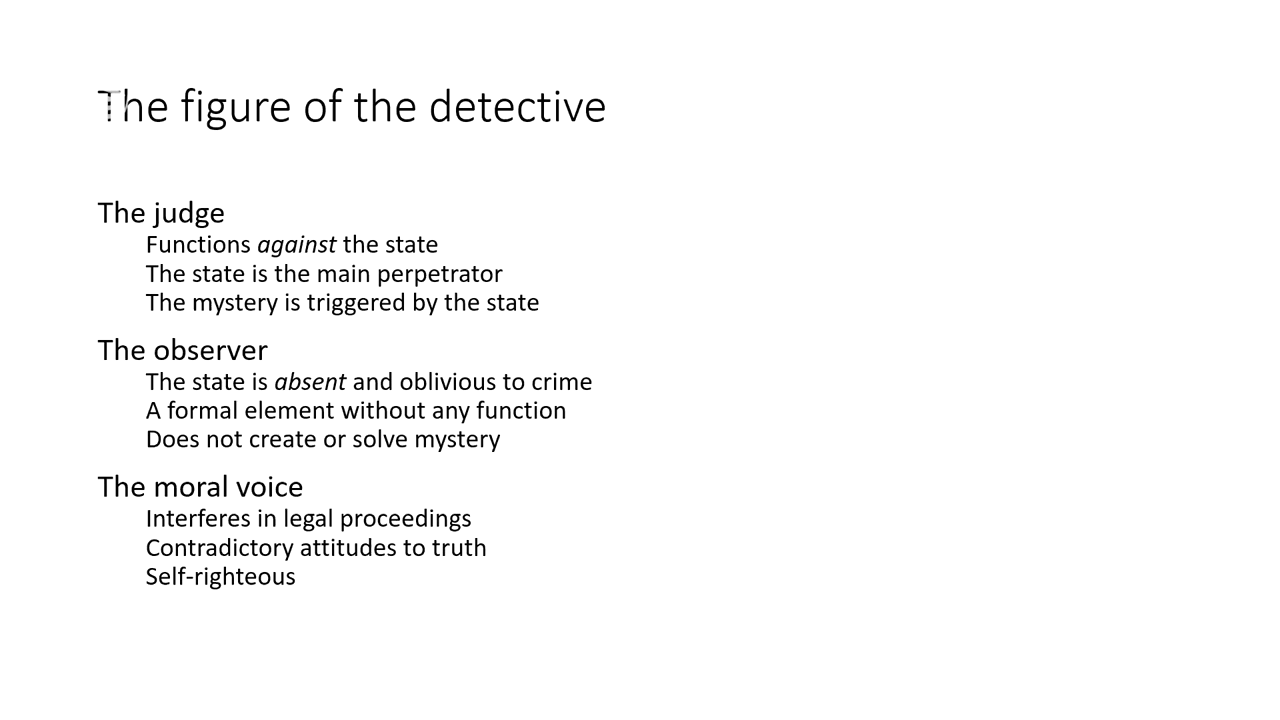 The figure of the detective
The judge
Functions against the state
The state is the main perpetrator
The mystery is triggered by the state
The observer
The state is absent and oblivious to crime
A formal element without any function
Does not create or solve mystery
The moral voice
Interferes in legal proceedings
Contradictory attitudes to truth
Self-righteous